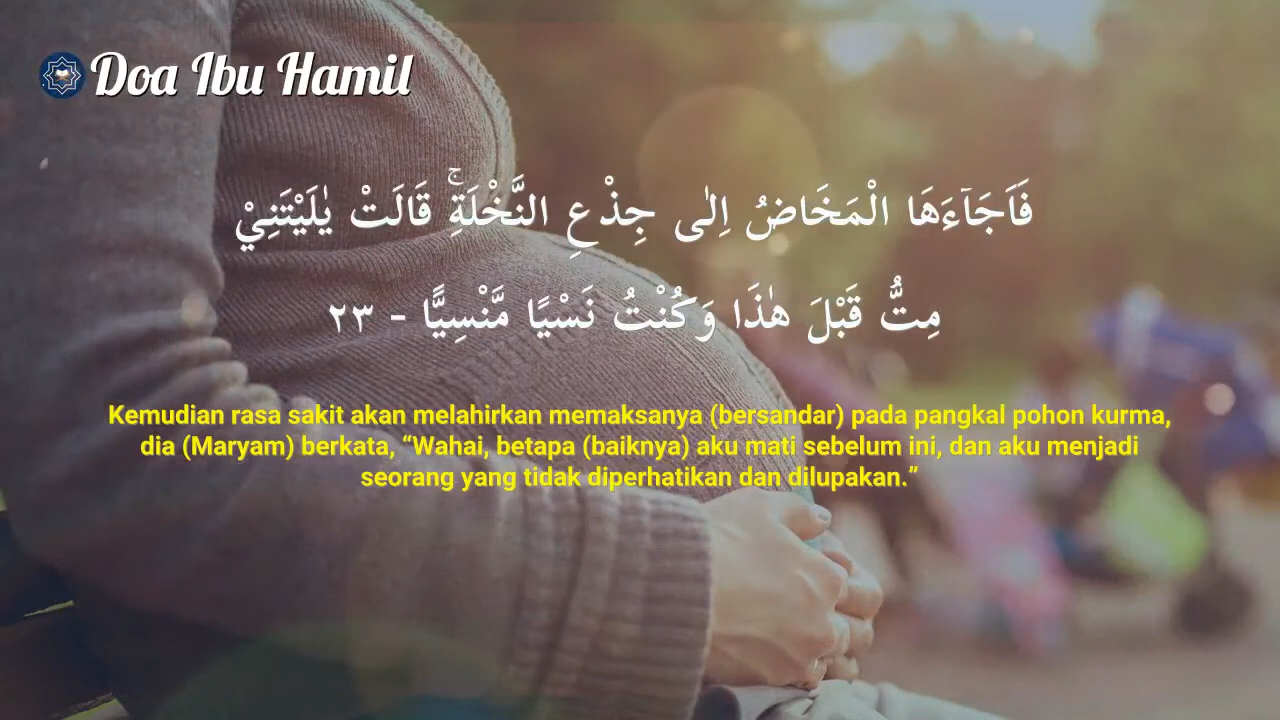 Doa Ibu Hamil
فَاَجَاۤءَهَا الْمَخَاضُ اِلٰى جِذْعِ النَّخْلَةِۚ قَالَتْ يٰلَيْتَنِيْ
مِتُّ قَبْلَ هٰذَا وَكُنْتُ نَسْيًا مَّنْسِيًّا - ٢٣
Kemudian rasa sakit akan melahirkan memaksanya (bersandar) pada pangkal pohon kurma,
dia (Maryam) berkata, “Wahai, betapa (baiknya) aku mati sebelum ini, dan aku menjadi
seorang yang tidak diperhatikan dan dilupakan.”